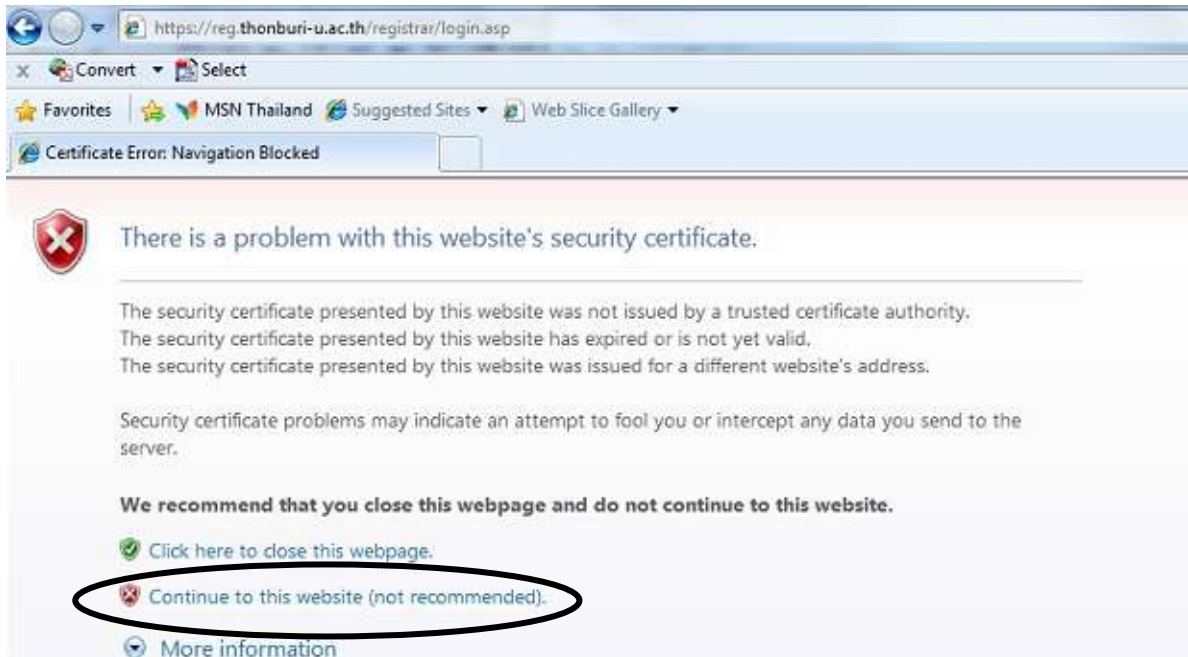 https://reg.thonburi-u.ac.th/registrar/login.asp
x Convert Select
Favorites MSN Thailand Suggested Sites Web Slice Gallery
Certificate Error: Navigation Blocked
There is a problem with this website's security certificate.
The security certificate presented by this website was not issued by a trusted certificate authority.
The security certificate presented by this website has expired or is not yet valid.
The security certificate presented by this website was issued for a different website's address.
Security certificate problems may indicate an attempt to fool you or intercept any data you send to the
server.
We recommend that you close this webpage and do not continue to this website.
Click here to close this webpage.
Continue to this website (not recommended).
More information